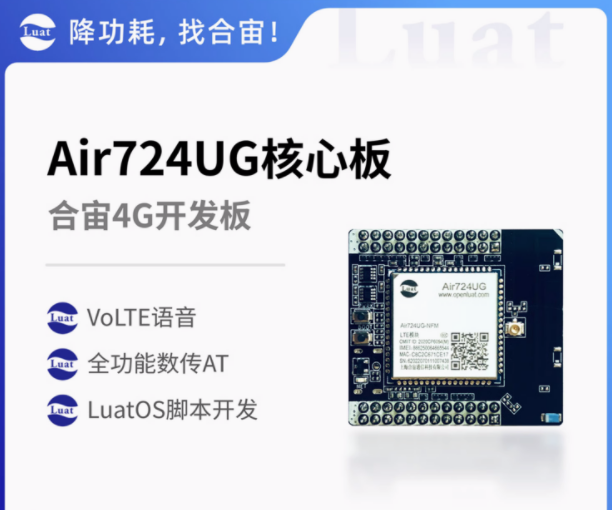 Luat 降功耗, 找合宙!
Luat
Air724UG核心板
合宙4G开发板
Luat VoLTE语音
Luat 全功能数传AT
Luat LuatOS脚本开发
Luat Air724UG
www.openluat.com